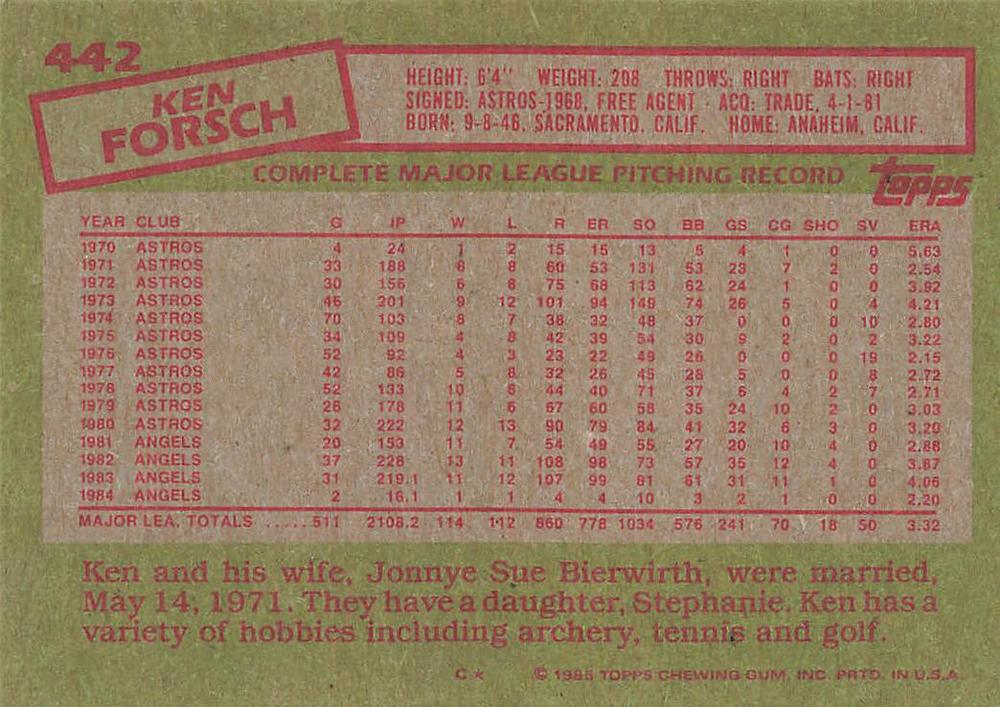 442
KEN
FORSCH
HEIGHT: 6'4" WEIGHT: 208 THROWS: RIGHT BATS: RIGHT
SIGNED: ASTROS-1968, FREE AGENT · ACQ: TRADE, 4-1-81
BORN: 9-8-46, SACRAMENTO, CALIF. HOME: ANAHEIM, CALIF.
COMPLETE MAJOR LEAGUE PITCHING RECORD
topps
YEAR CLUB G IP W L R ER SO BB GS CG SHO SV ERA
1970 ASTROS 4 24 1 2 15 15 13 5 4 1 0 0 5.63
1971 ASTROS 33 188 8 8 60 53 131 53 23 7 2 0 2.54
1972 ASTROS 30 156 6 8 75 68 113 62 24 1 0 0 3.92
1973 ASTROS 46 201 9 12 101 94 149 74 26 5 0 4 4.21
1974 ASTROS 70 103 8 7 38 32 48 37 0 0 0 10 2.80
1975 ASTROS 34 109 4 8 42 39 54 30 9 2 0 2 3.22
1976 ASTROS 52 92 4 3 23 22 49 26 0 0 0 19 2.15
1977 ASTROS 42 86 5 8 32 26 45 28 5 0 0 8 2.72
1978 ASTROS 52 133 10 6 44 40 71 37 6 4 2 7 2.71
1979 ASTROS 26 178 11 6 67 60 58 35 24 10 2 0 3.03
1980 ASTROS 32 222 12 13 90 79 84 41 32 6 3 0 3.20
1981 ANGELS 20 153 11 7 54 49 55 27 20 10 4 0 2.88
1982 ANGELS 37 228 13 11 108 98 73 57 35 12 4 0 3.87
1983 ANGELS 31 219.1 11 12 107 99 81 61 31 11 1 0 4.06
1984 ANGELS 2 16.1 1 1 4 4 10 3 2 1 0 0 2.20
MAJOR LEA. TOTALS .....511 2108.2 114 112 860 778 1034 576 241 70 18 50 3.32
Ken and his wife, Jonnye Sue Bierwirth, were married,
May 14, 1971. They have a daughter, Stephanie. Ken has a
variety of hobbies including archery, tennis and golf.
C * © 1985 TOPPS CHEWING GUM, INC. PRTD. IN U.S.A.